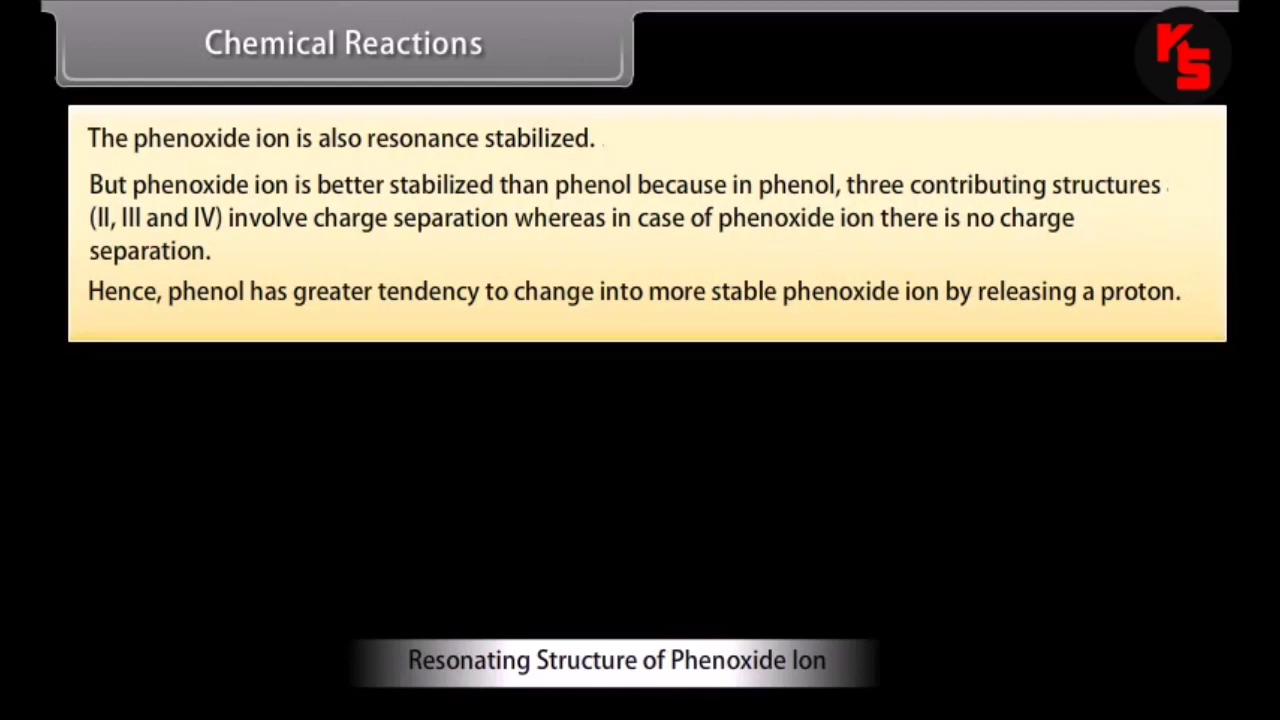 Chemical Reactions
KS
The phenoxide ion is also resonance stabilized.
But phenoxide ion is better stabilized than phenol because in phenol, three contributing structures
(II, III and IV) involve charge separation whereas in case of phenoxide ion there is no charge
separation.
Hence, phenol has greater tendency to change into more stable phenoxide ion by releasing a proton.
Resonating Structure of Phenoxide Ion